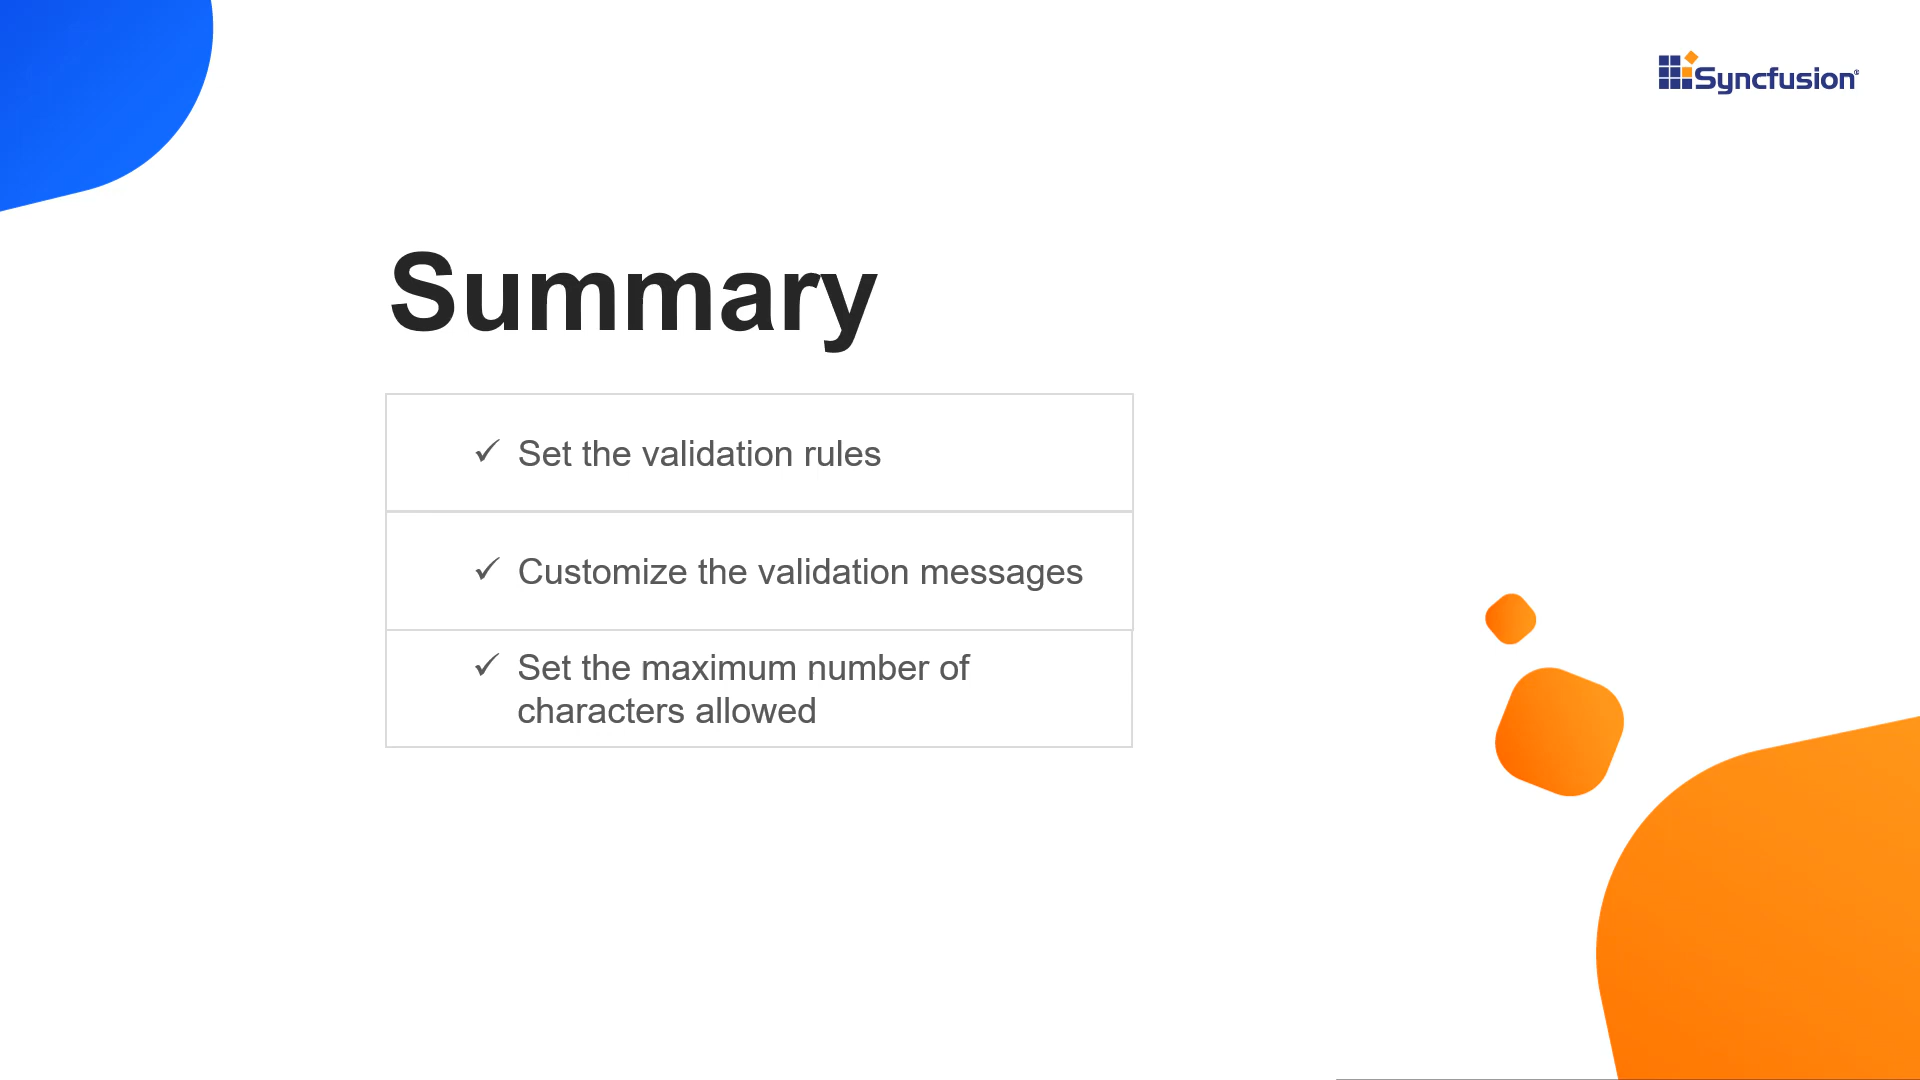 Syncfusion®
Summary
✓ Set the validation rules
✓ Customize the validation messages
✓ Set the maximum number of
characters allowed